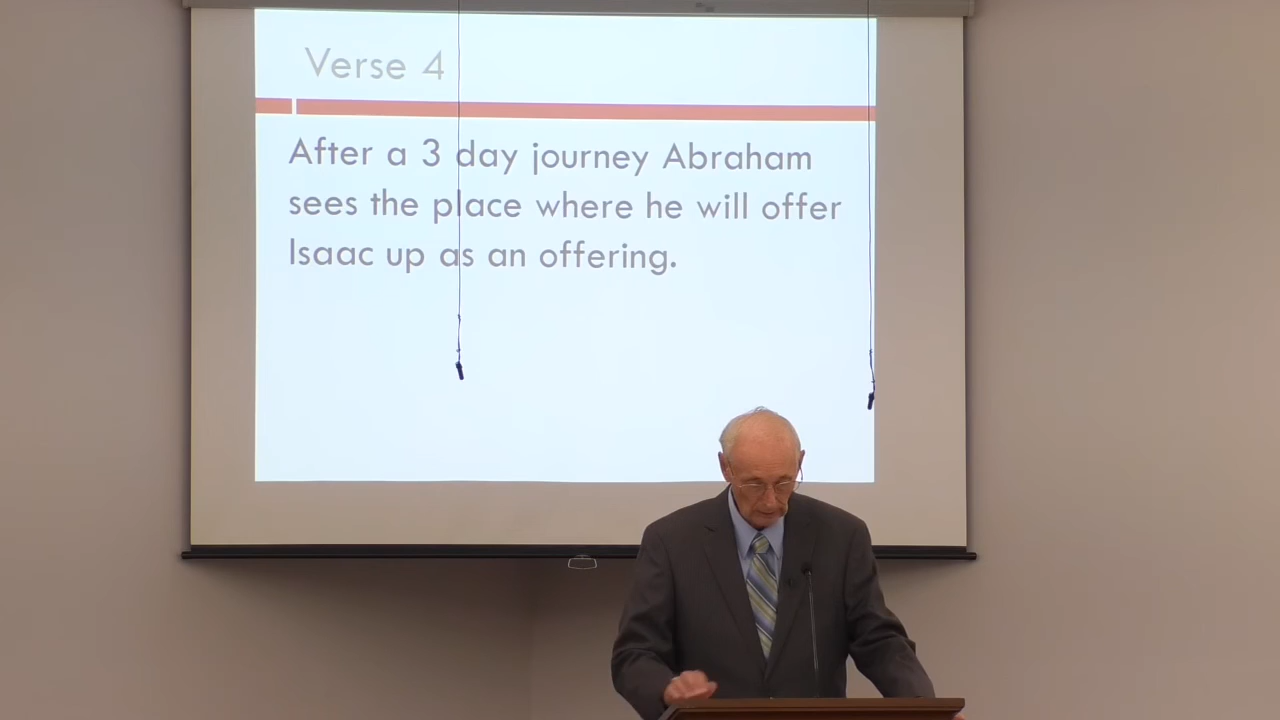 Verse 4
After a 3 day journey Abraham
sees the place where he will offer
Isaac up as an offering.